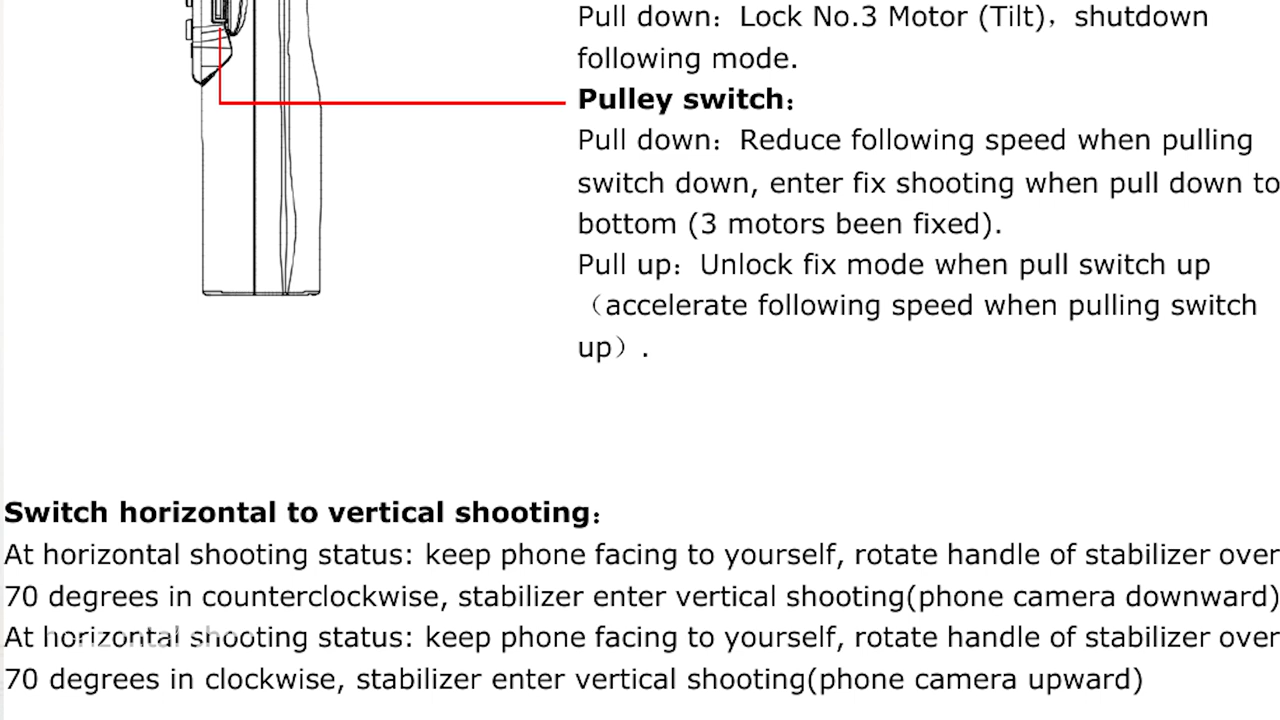 Pull down：Lock No.3 Motor (Tilt)，shutdown
following mode.
Pulley switch：
Pull down：Reduce following speed when pulling
switch down, enter fix shooting when pull down to
bottom (3 motors been fixed).
Pull up：Unlock fix mode when pull switch up
（accelerate following speed when pulling switch
up）.
Switch horizontal to vertical shooting：
At horizontal shooting status: keep phone facing to yourself, rotate handle of stabilizer over
70 degrees in counterclockwise, stabilizer enter vertical shooting(phone camera downward)
At horizontal shooting status: keep phone facing to yourself, rotate handle of stabilizer over
70 degrees in clockwise, stabilizer enter vertical shooting(phone camera upward)